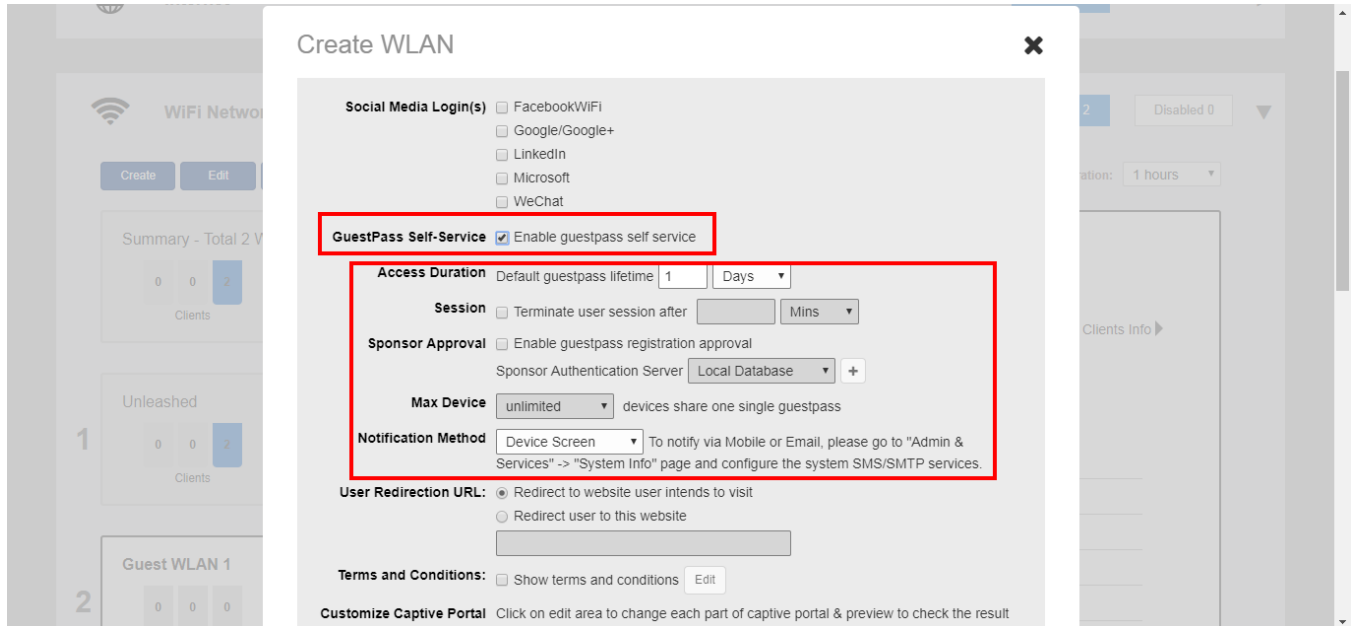 Create WLAN
Social Media Login(s) FacebookWiFi
Google/Google+
LinkedIn
Microsoft
WeChat
WiFi Networ
2 Disabled 0
Create Edit
ation: 1 hours
Summary - Total 2 W
0 0 2
Clients
GuestPass Self-Service Enable guestpass self service
Access Duration Default guestpass lifetime 1 Days
Session Terminate user session after Mins
Sponsor Approval Enable guestpass registration approval
Sponsor Authentication Server Local Database +
Max Device unlimited devices share one single guestpass
Notification Method Device Screen To notify via Mobile or Email, please go to "Admin &
Services" -> "System Info" page and configure the system SMS/SMTP services.
Clients Info
Unleashed
1 0 0 2
Clients
User Redirection URL: Redirect to website user intends to visit
Redirect user to this website
Terms and Conditions: Show terms and conditions Edit
Customize Captive Portal Click on edit area to change each part of captive portal & preview to check the result
Guest WLAN 1
2 0 0 0